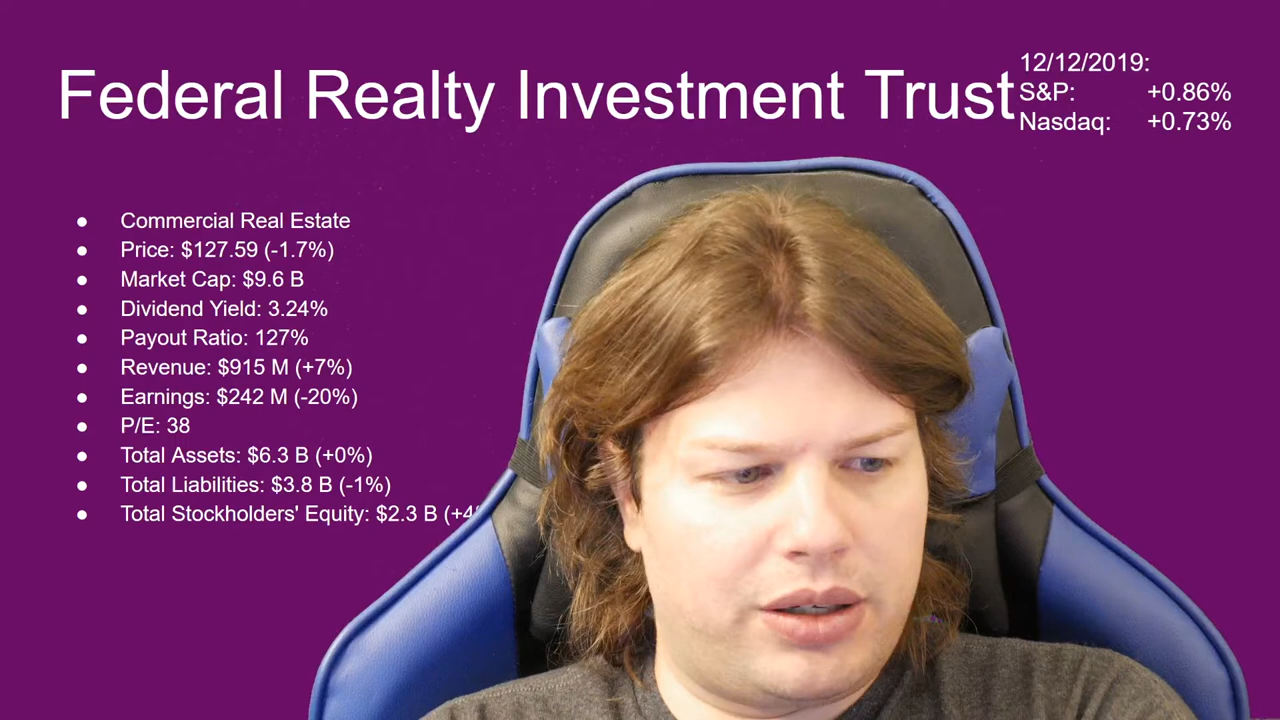 Federal Realty Investment Trust
12/12/2019:
S&P: +0.86%
Nasdaq: +0.73%
● Commercial Real Estate
● Price: $127.59 (-1.7%)
● Market Cap: $9.6 B
● Dividend Yield: 3.24%
● Payout Ratio: 127%
● Revenue: $915 M (+7%)
● Earnings: $242 M (-20%)
● P/E: 38
● Total Assets: $6.3 B (+0%)
● Total Liabilities: $3.8 B (-1%)
● Total Stockholders' Equity: $2.3 B (+4